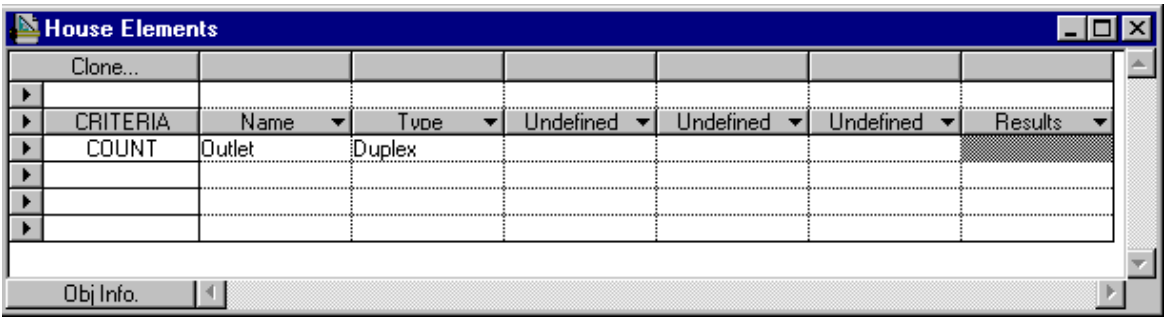 House Elements
Clone...
CRITERIA Name Type Undefined Undefined Undefined Results
COUNT Outlet Duplex
Obj Info.